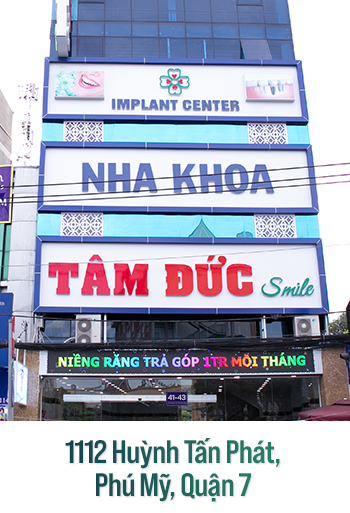 IMPLANT CENTER
NHA KHOA
TÂM ĐỨC Smile
NIỀNG RĂNG TRẢ GÓP 1TR MỖI THÁNG
41-43
1112 Huỳnh Tấn Phát,
Phú Mỹ, Quận 7